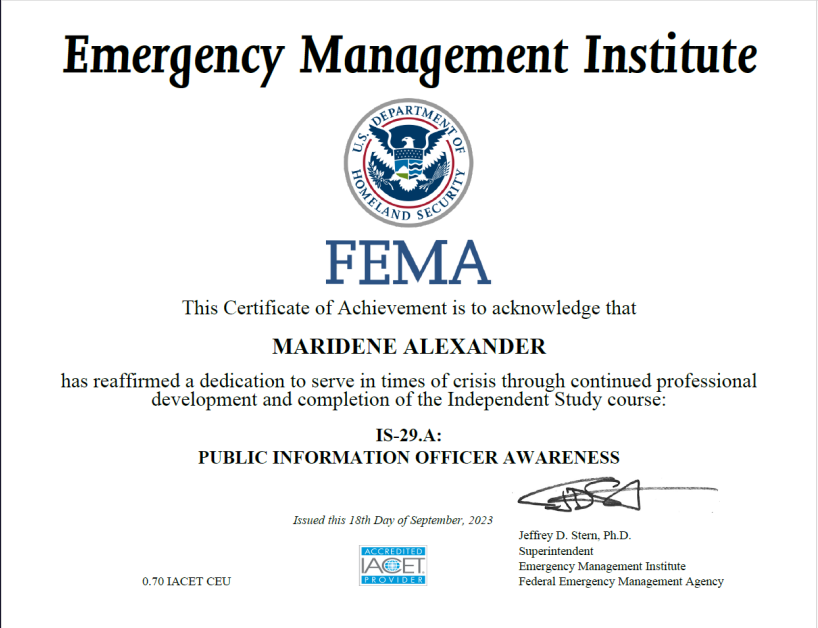 Emergency Management Institute
U.S. DEPARTMENT OF
HOMELAND SECURITY
FEMA
This Certificate of Achievement is to acknowledge that
MARIDENE ALEXANDER
has reaffirmed a dedication to serve in times of crisis through continued professional
development and completion of the Independent Study course:
IS-29.A:
PUBLIC INFORMATION OFFICER AWARENESS
Issued this 18th Day of September, 2023
Jeffrey D. Stern, Ph.D.
Superintendent
Emergency Management Institute
Federal Emergency Management Agency
ACCREDITED
IACET
PROVIDER
0.70 IACET CEU